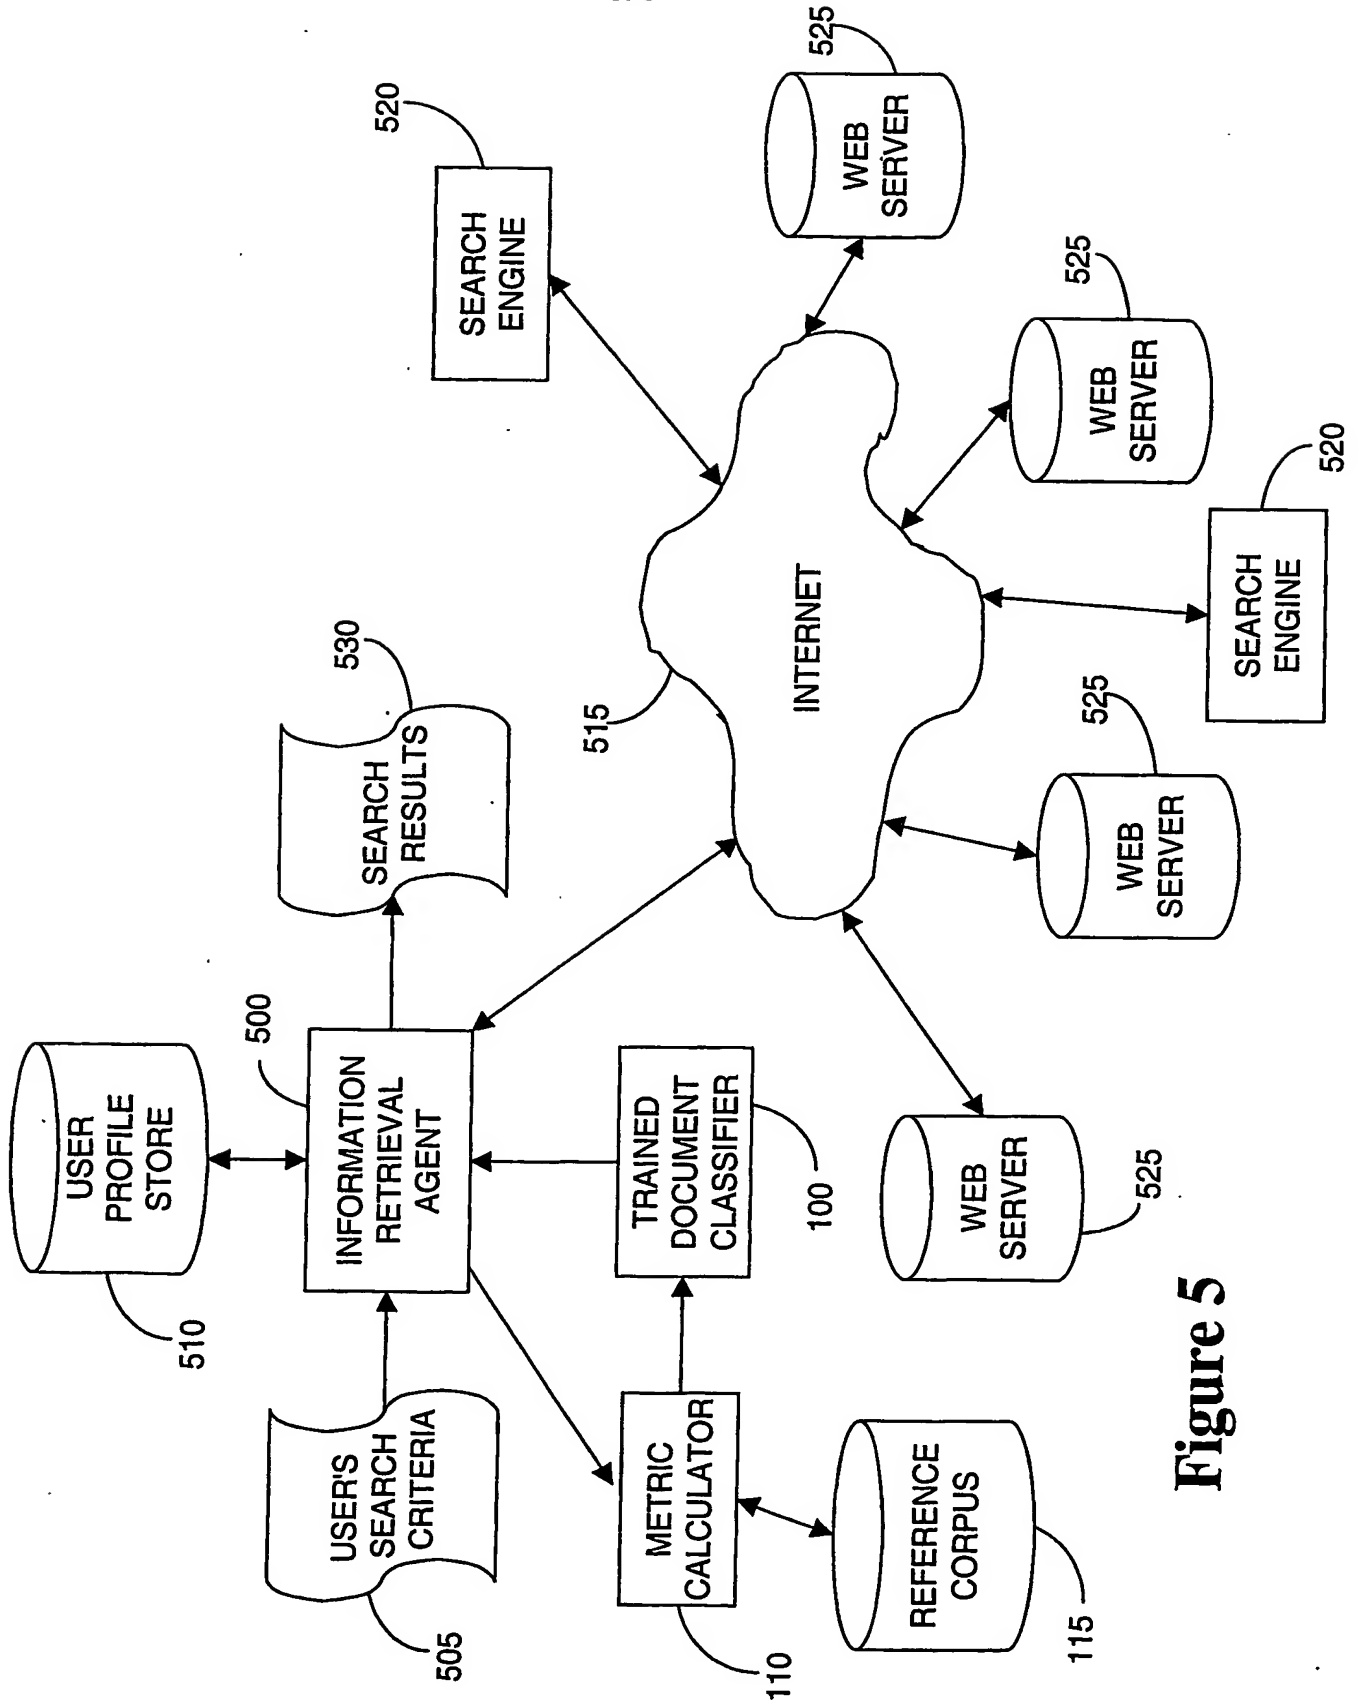 USER
PROFILE
STORE
510
500
INFORMATION
RETRIEVAL
AGENT
USER'S
SEARCH
CRITERIA
505
SEARCH
RESULTS
530
SEARCH
ENGINE
520
METRIC
CALCULATOR
110
TRAINED
DOCUMENT
CLASSIFIER
100
REFERENCE
CORPUS
115
INTERNET
515
WEB
SERVER
525
WEB
SERVER
525
WEB
SERVER
525
WEB
SERVER
525
SEARCH
ENGINE
520
Figure 5